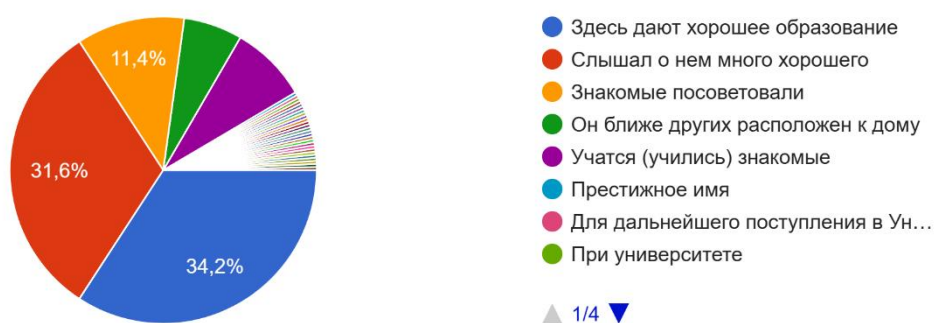 11,4%
31,6%
34,2%
Здесь дают хорошее образование
Слышал о нем много хорошего
Знакомые посоветовали
Он ближе других расположен к дому
Учатся (учились) знакомые
Престижное имя
Для дальнейшего поступления в Ун…
При университете
1/4